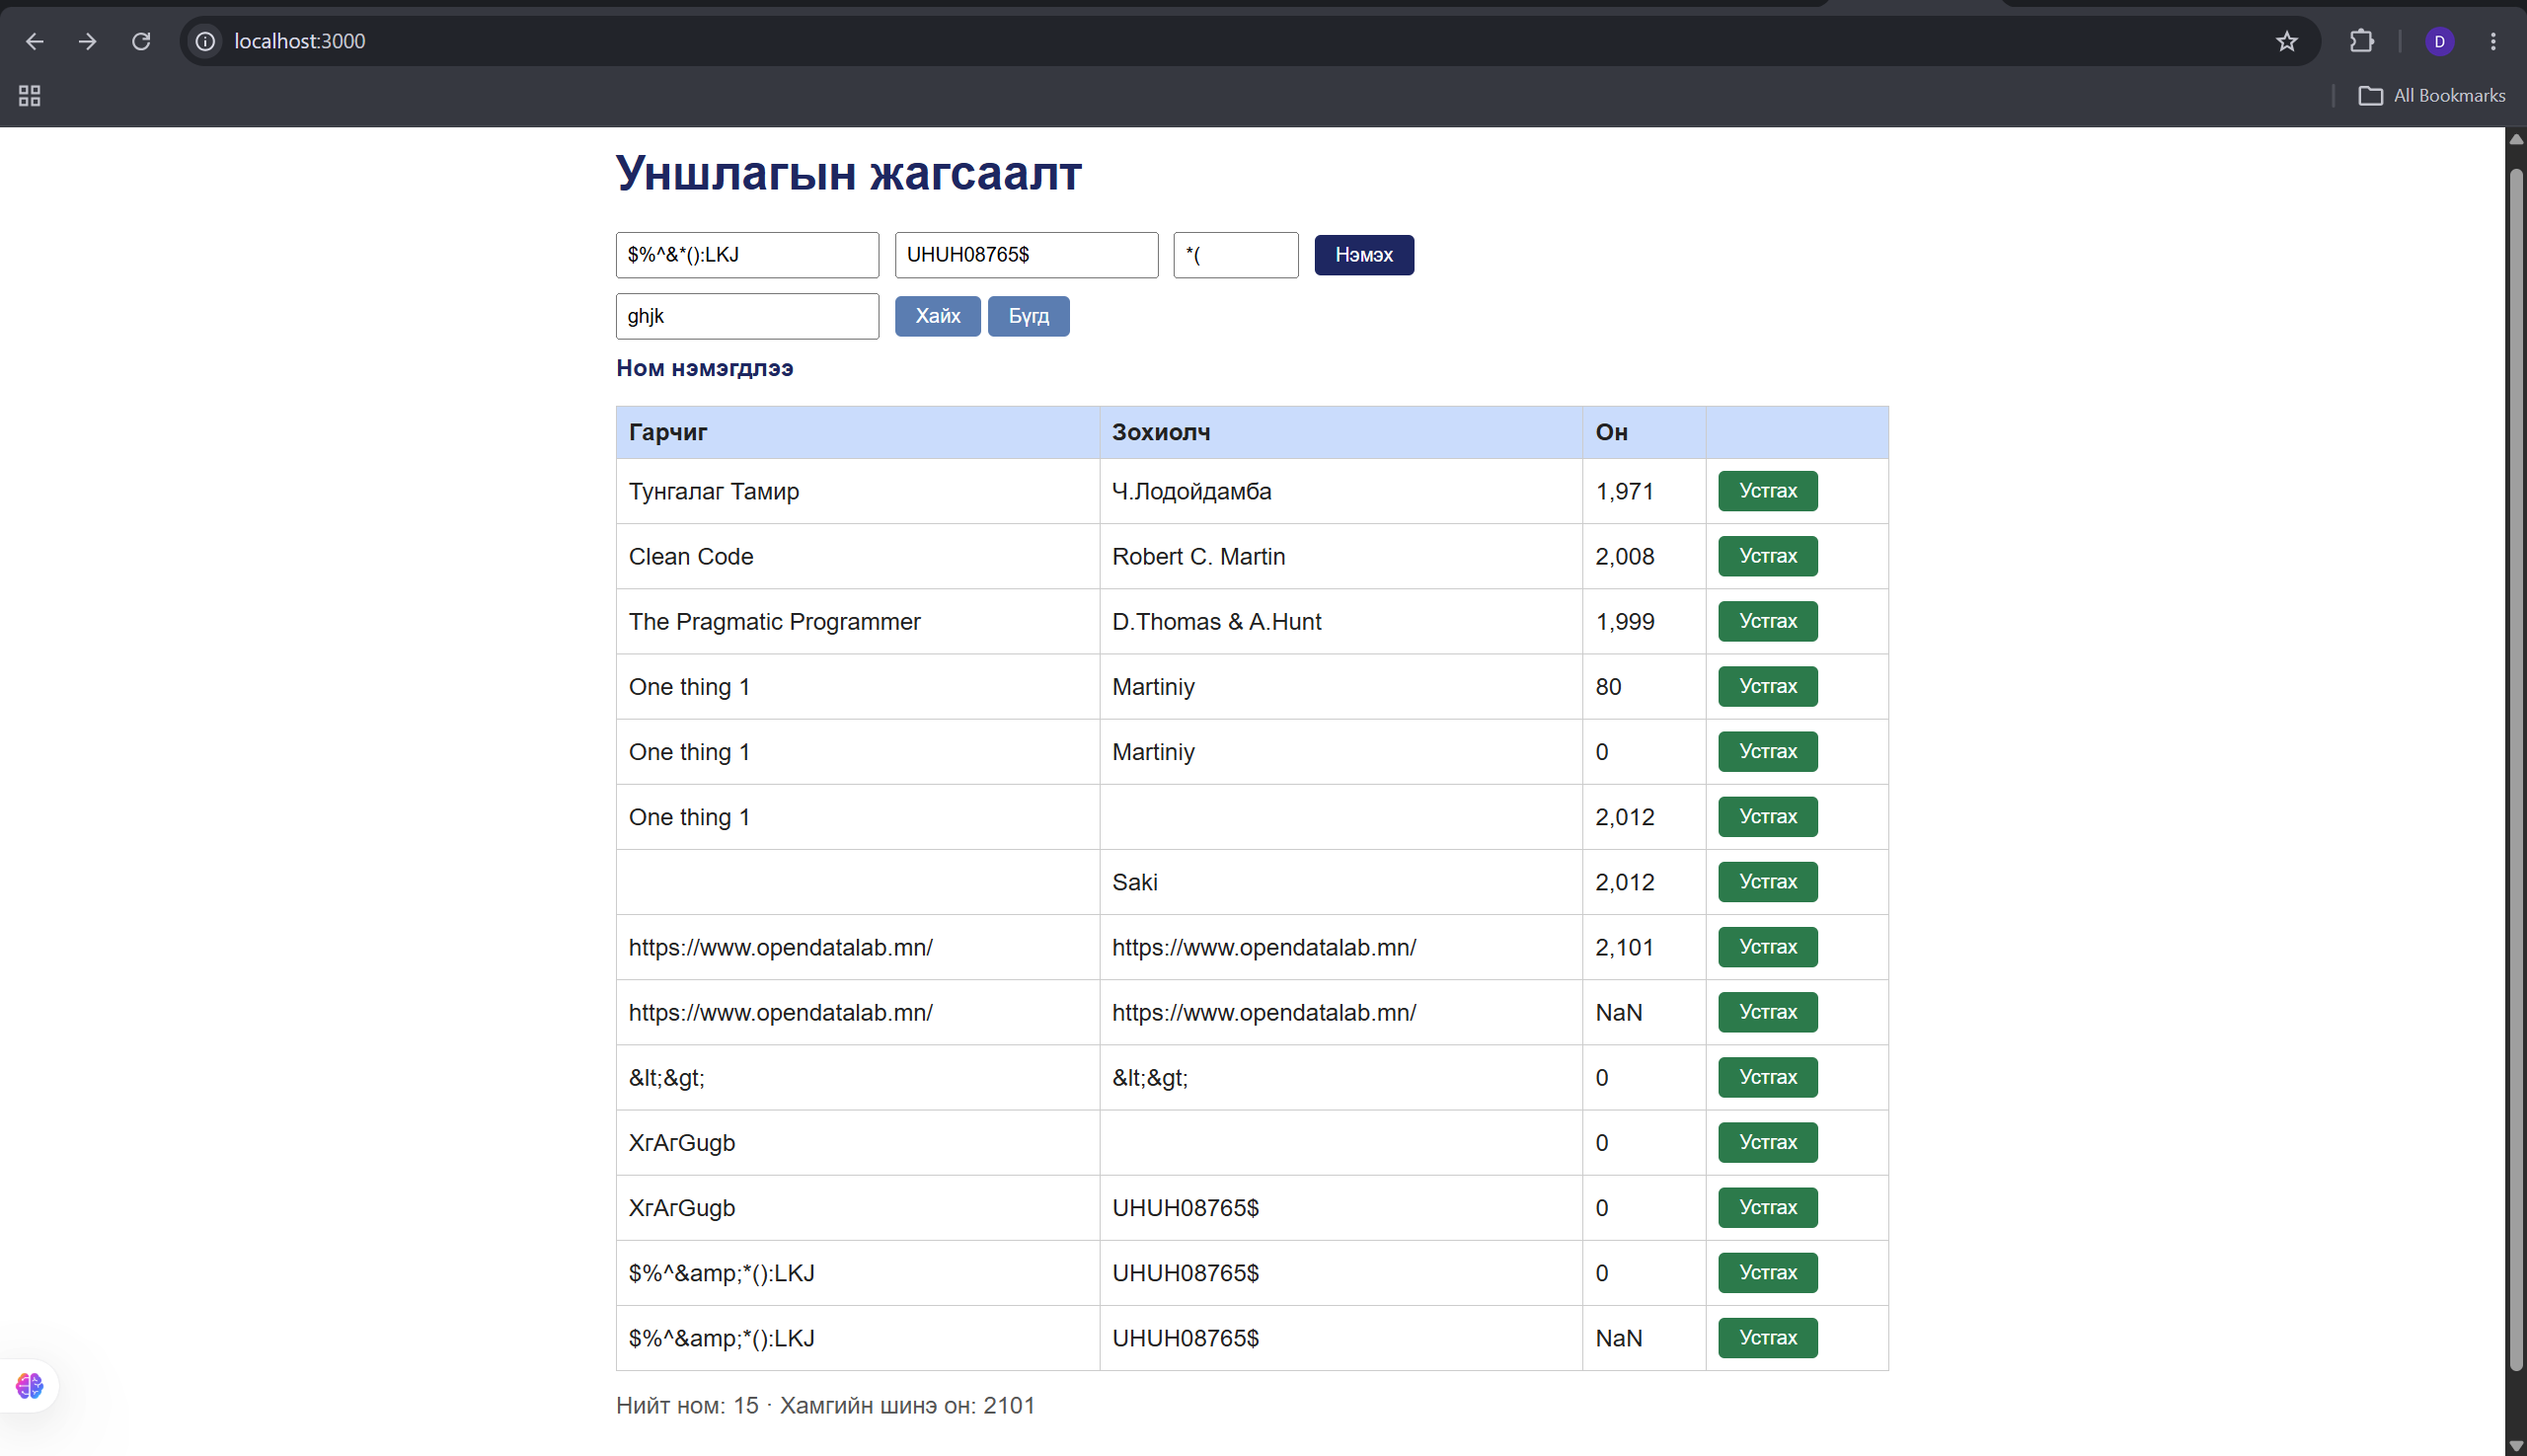 localhost:3000
D
All Bookmarks
Уншлагын жагсаалт
$%^&*():LKJ UHUH08765$ *( Нэмэх
ghjk Хайх Бүгд
Ном нэмэгдлээ
Гарчиг Зохиолч Он
Тунгалаг Тамир Ч.Лодойдамба 1,971 Устгах
Clean Code Robert C. Martin 2,008 Устгах
The Pragmatic Programmer D.Thomas & A.Hunt 1,999 Устгах
One thing 1 Martiniy 80 Устгах
One thing 1 Martiniy 0 Устгах
One thing 1 2,012 Устгах
Saki 2,012 Устгах
https://www.opendatalab.mn/ https://www.opendatalab.mn/ 2,101 Устгах
https://www.opendatalab.mn/ https://www.opendatalab.mn/ NaN Устгах
&lt;&gt; &lt;&gt; 0 Устгах
ХгАгGugb 0 Устгах
ХгАгGugb UHUH08765$ 0 Устгах
$%^&amp;*():LKJ UHUH08765$ 0 Устгах
$%^&amp;*():LKJ UHUH08765$ NaN Устгах
Нийт ном: 15 · Хамгийн шинэ он: 2101